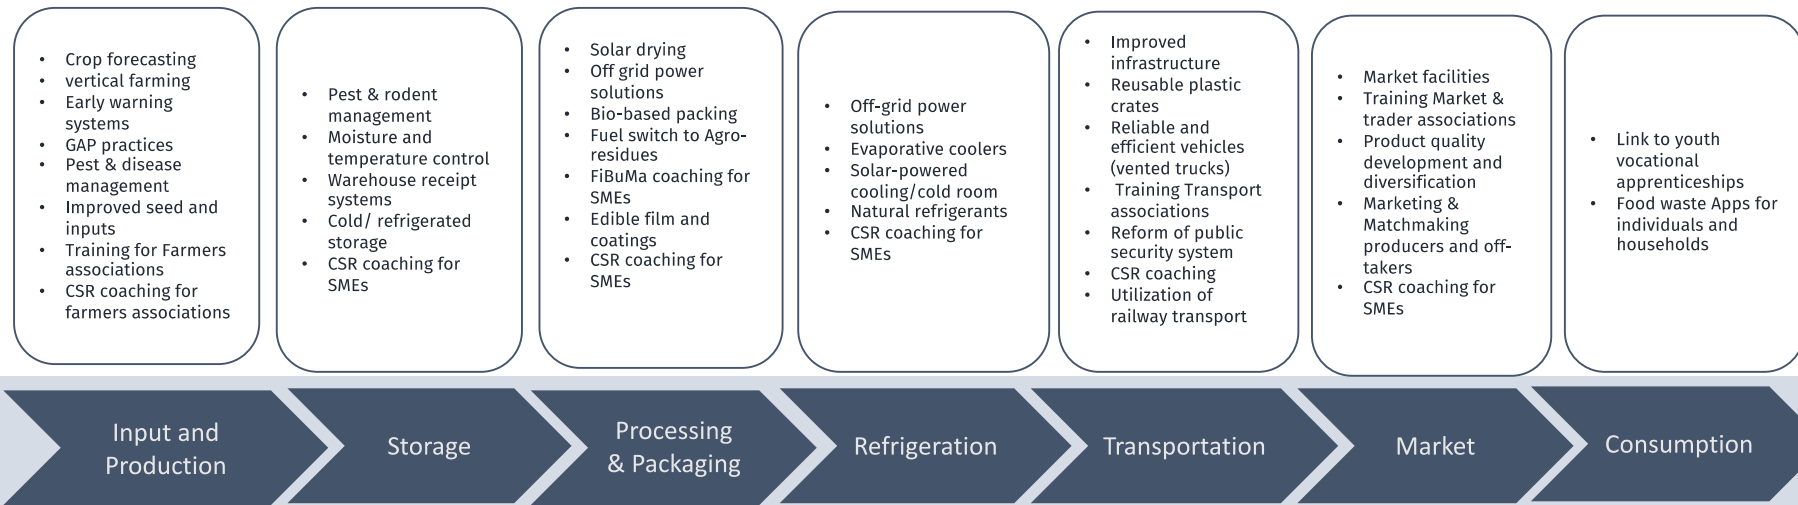 • Crop forecasting
• vertical farming
• Early warning
systems
• GAP practices
• Pest & disease
management
• Improved seed and
inputs
• Training for Farmers
associations
• CSR coaching for
farmers associations
• Pest & rodent
management
• Moisture and
temperature control
• Warehouse receipt
systems
• Cold/ refrigerated
storage
• CSR coaching for
SMEs
• Solar drying
• Off grid power
solutions
• Bio-based packing
• Fuel switch to Agro-
residues
• FiBuMa coaching for
SMEs
• Edible film and
coatings
• CSR coaching for
SMEs
• Off-grid power
solutions
• Evaporative coolers
• Solar-powered
cooling/cold room
• Natural refrigerants
• CSR coaching for
SMEs
• Improved
infrastructure
• Reusable plastic
crates
• Reliable and
efficient vehicles
(vented trucks)
• Training Transport
associations
• Reform of public
security system
• CSR coaching
• Utilization of
railway transport
• Market facilities
• Training Market &
trader associations
• Product quality
development and
diversification
• Marketing &
Matchmaking
producers and off-
takers
• CSR coaching for
SMEs
• Link to youth
vocational
apprenticeships
• Food waste Apps for
individuals and
households
Input and
Production
Storage
Processing
& Packaging
Refrigeration
Transportation
Market
Consumption